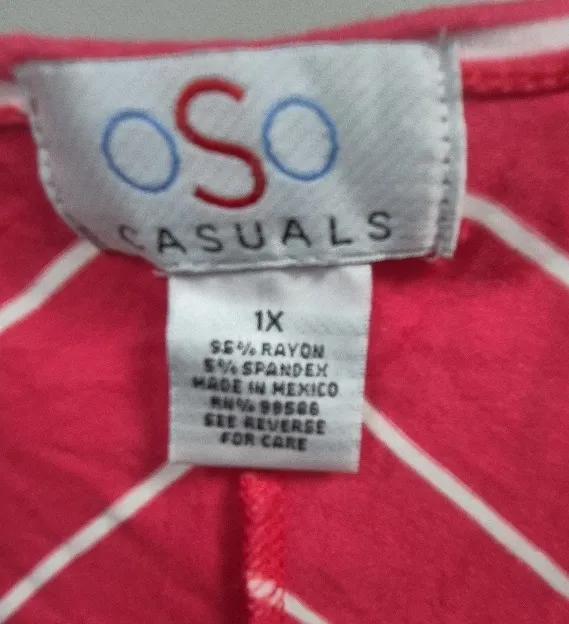 oSo
CASUALS
1X
95% RAYON
5% SPANDEX
MADE IN MEXICO
RN% 99566
SEE REVERSE
FOR CARE